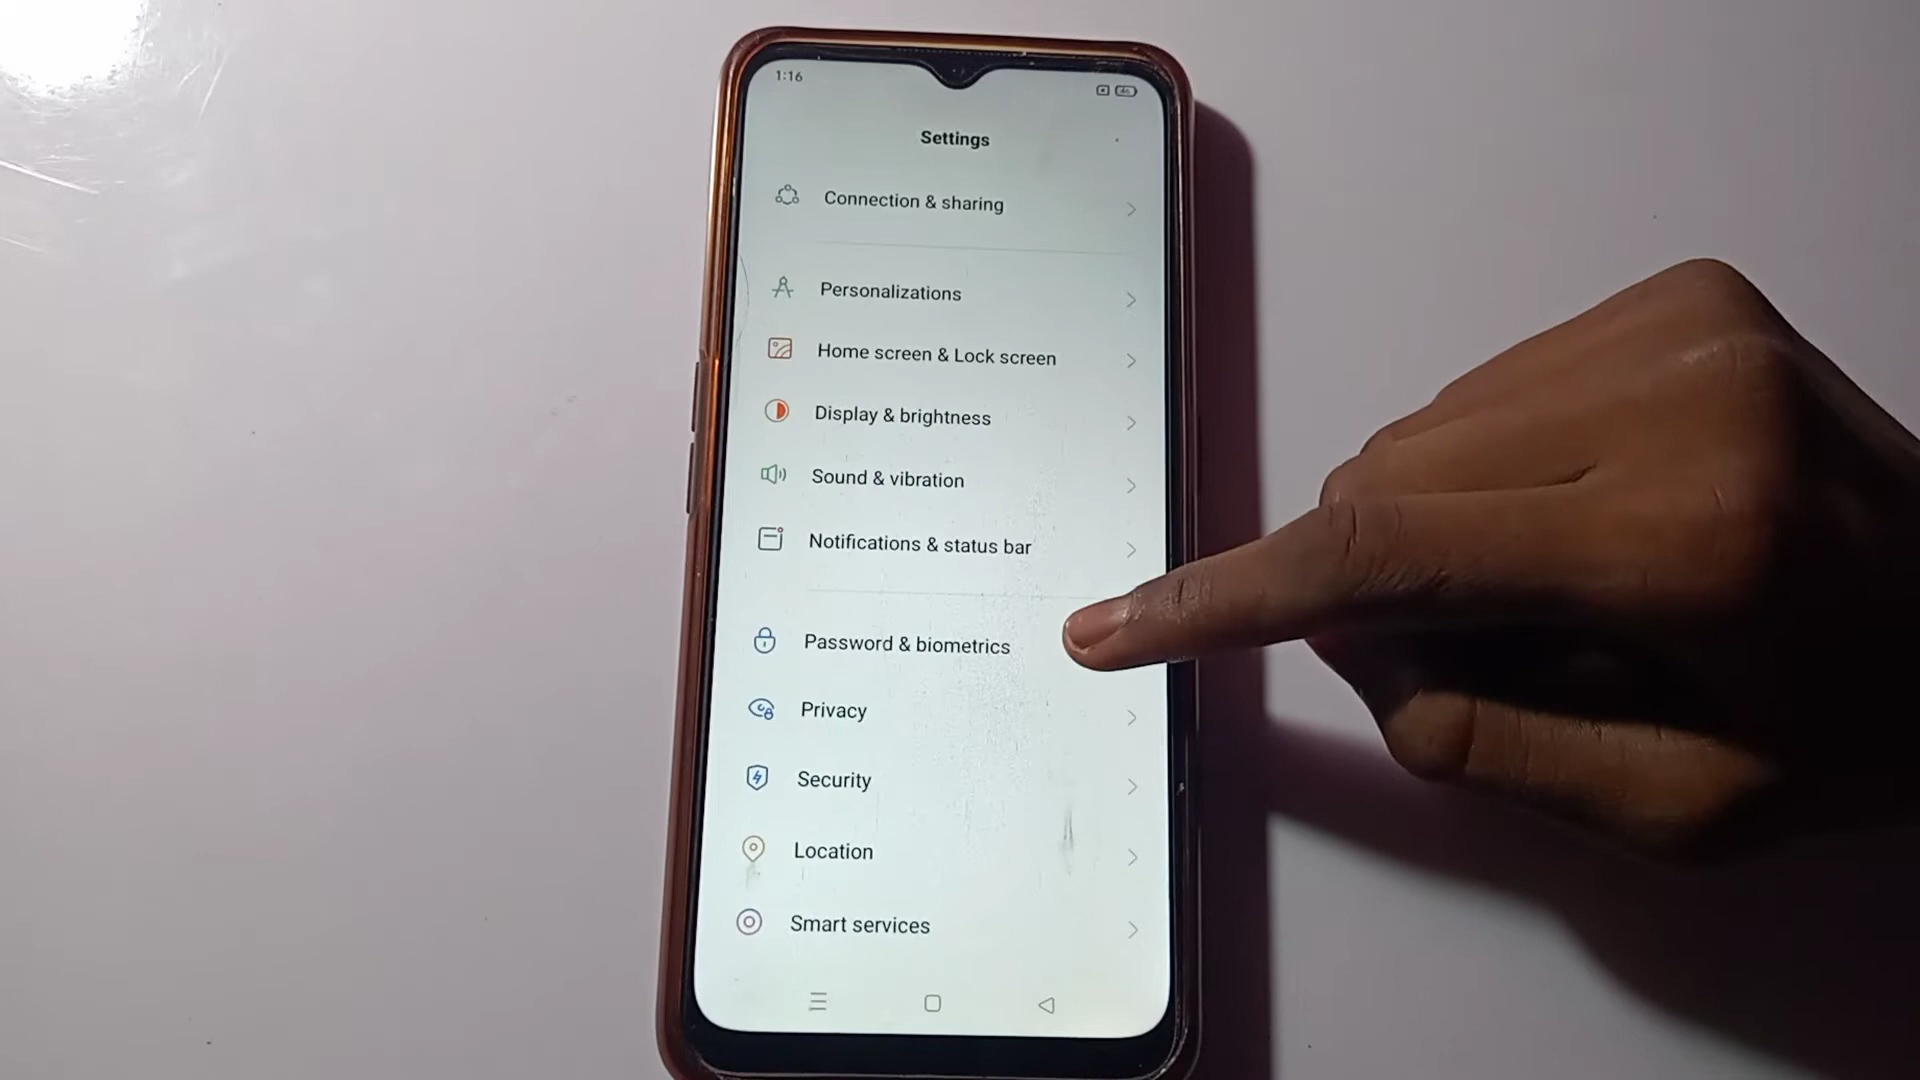 1:16
Settings
Connection & sharing
Personalizations
Home screen & Lock screen
Display & brightness
Sound & vibration
Notifications & status bar
Password & biometrics
Privacy
Security
Location
Smart services